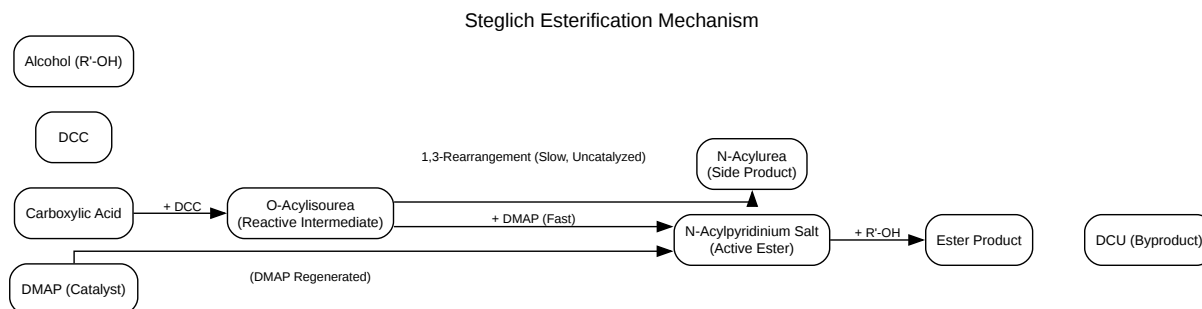 Steglich Esterification Mechanism
Alcohol (R'-OH)
DCC
1,3-Rearrangement (Slow, Uncatalyzed)
N-Acylurea
(Side Product)
Carboxylic Acid
+ DCC
O-Acylisourea
(Reactive Intermediate)
+ DMAP (Fast)
N-Acylpyridinium Salt
(Active Ester)
+ R'-OH
Ester Product
DCU (Byproduct)
DMAP (Catalyst)
(DMAP Regenerated)